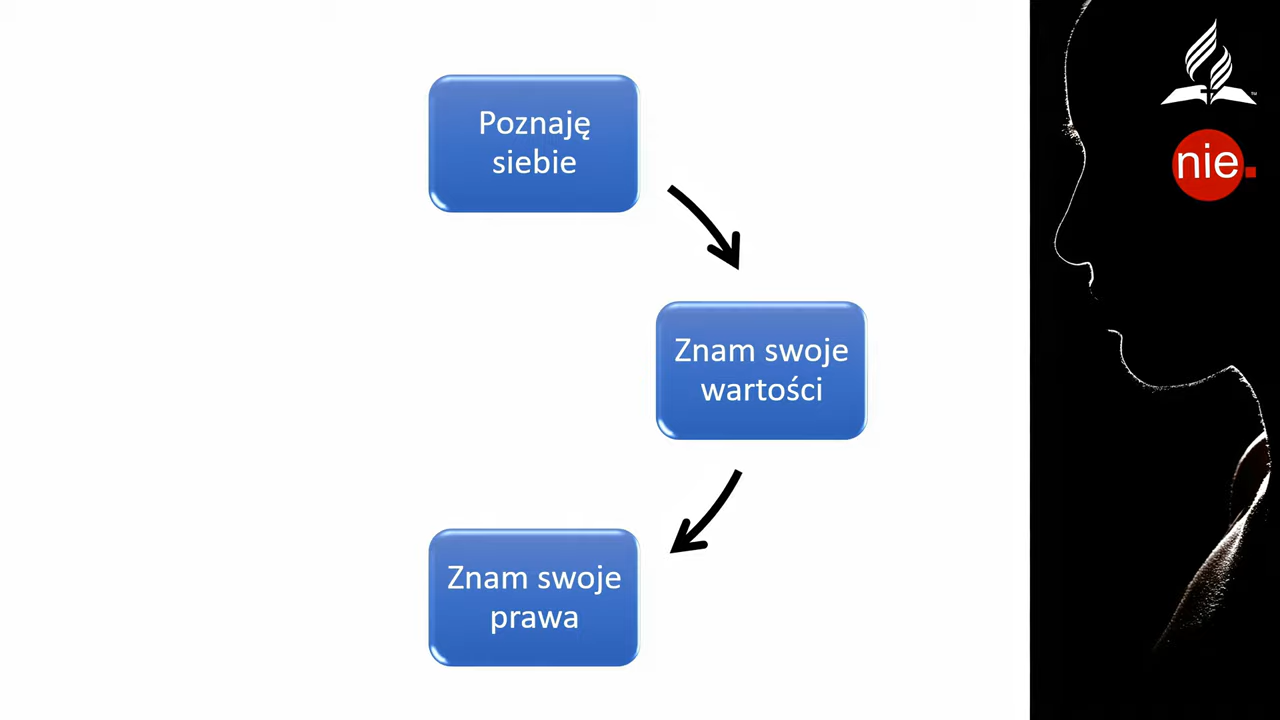 Poznaję
siebie
nie.
Znam swoje
wartości
Znam swoje
prawa